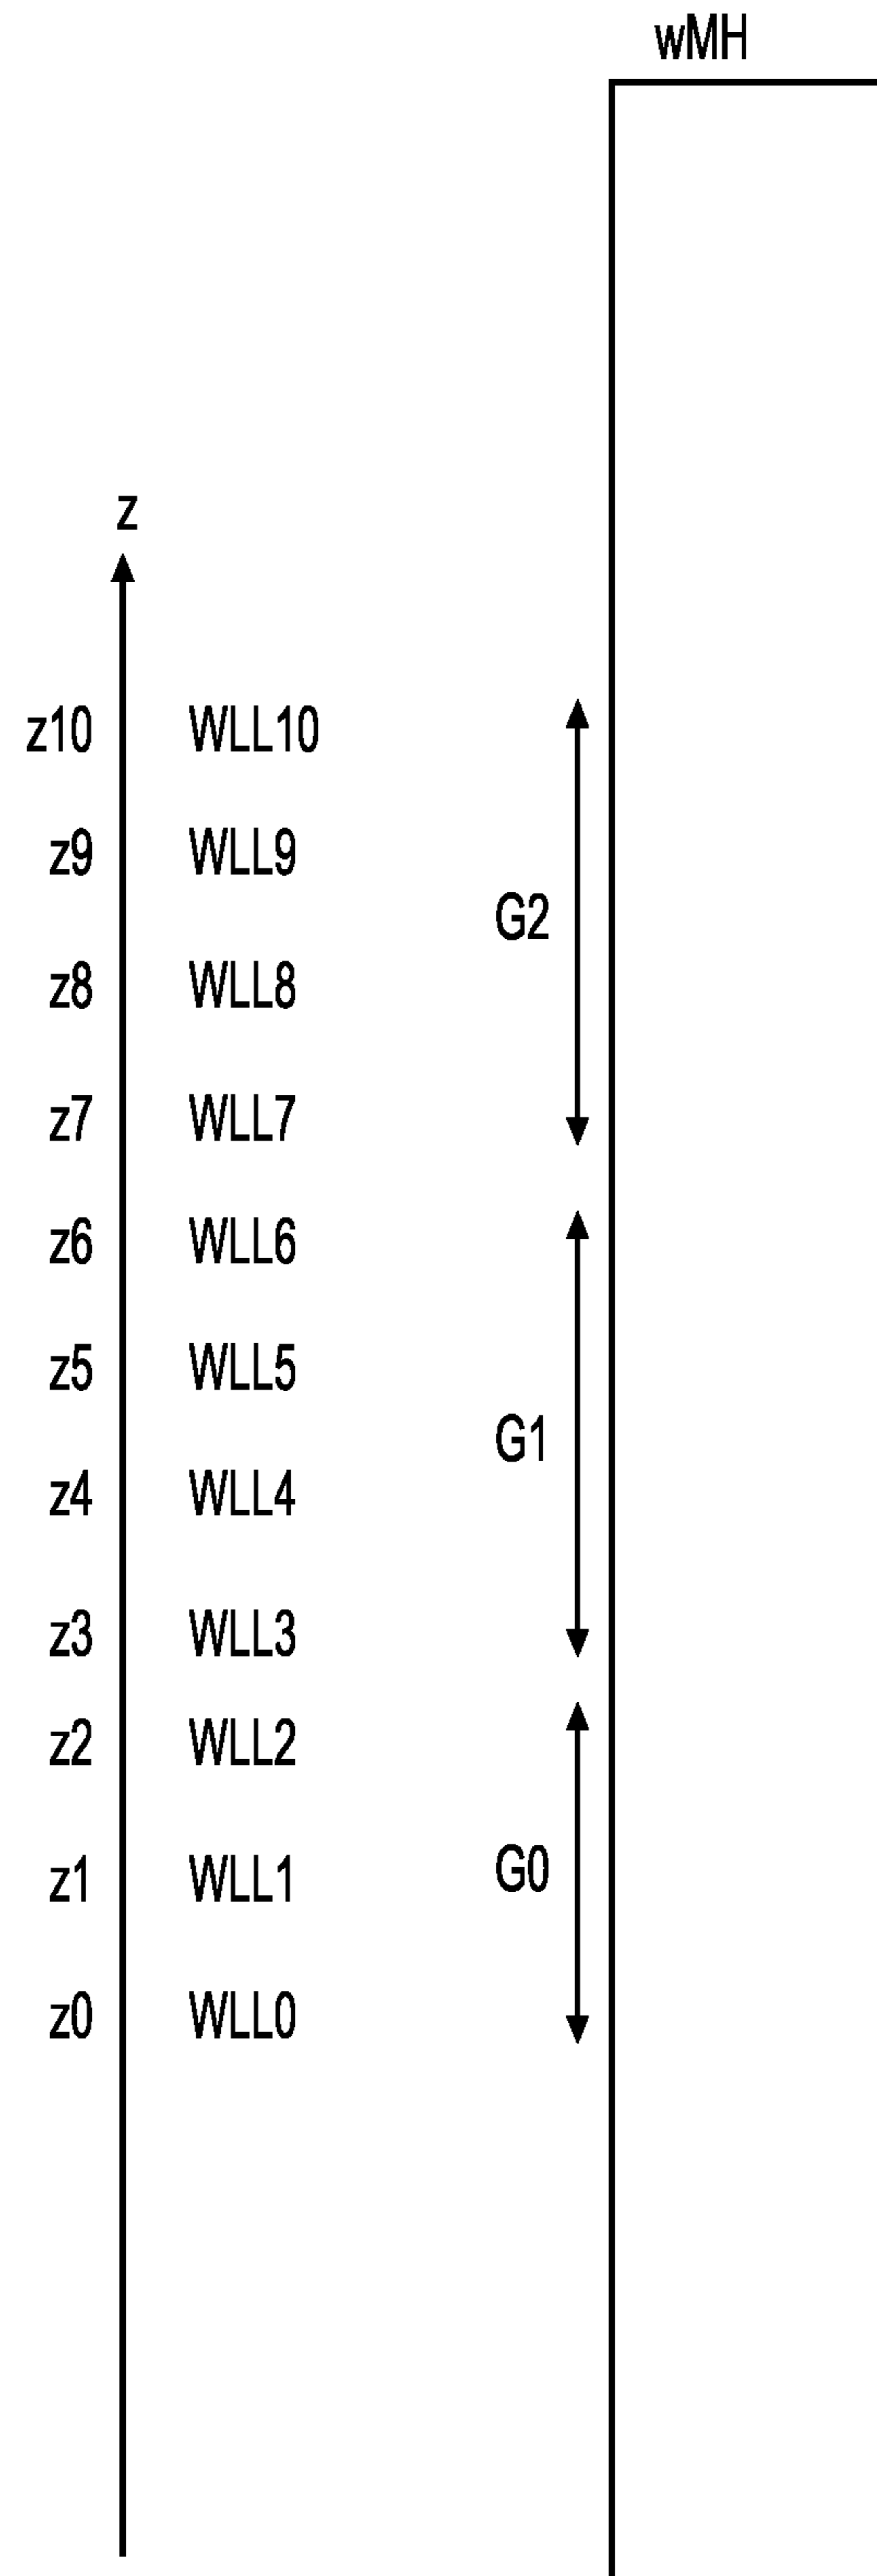 wMH
z
z10 WLL10
z9 WLL9
G2
z8 WLL8
z7 WLL7
z6 WLL6
z5 WLL5
G1
z4 WLL4
z3 WLL3
z2 WLL2
G0
z1 WLL1
z0 WLL0